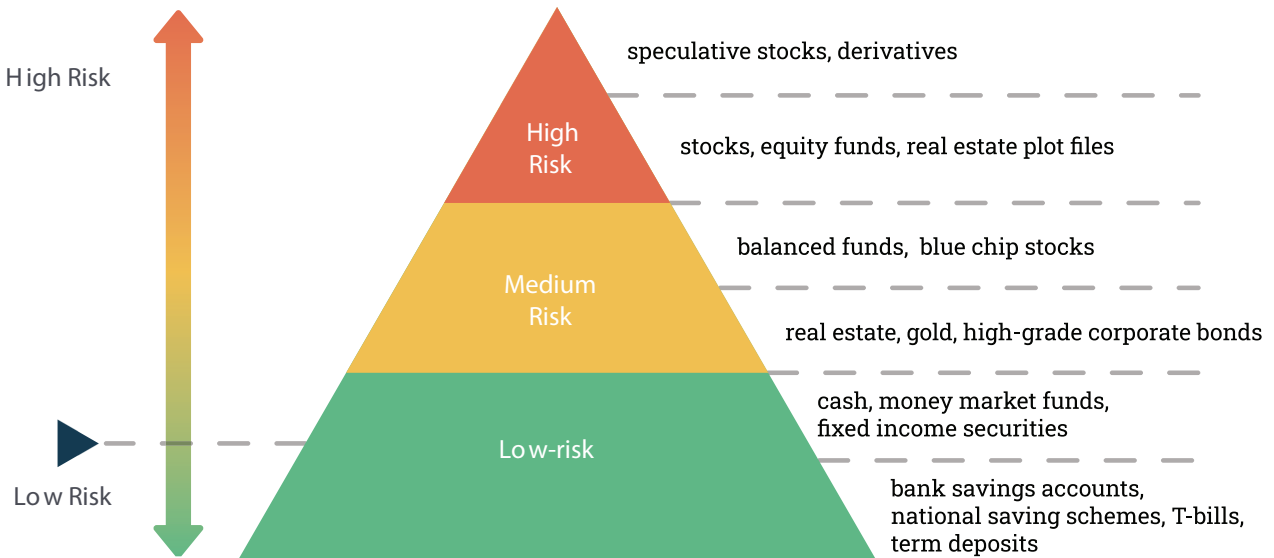 speculative stocks, derivatives
High Risk
High
Risk
stocks, equity funds, real estate plot files
balanced funds, blue chip stocks
Medium
Risk
real estate, gold, high-grade corporate bonds
cash, money market funds,
fixed income securities
Low-risk
Low Risk
bank savings accounts,
national saving schemes, T-bills,
term deposits